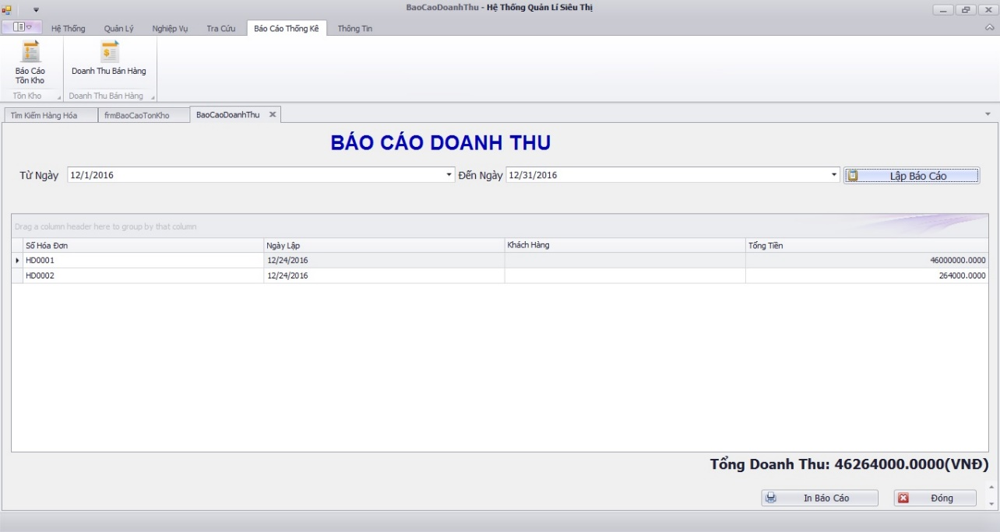 BaoCaoDoanhThu - Hệ Thống Quản Lí Siêu Thị
Hệ Thống Quản Lý Nghiệp Vụ Tra Cứu Báo Cáo Thống Kê Thông Tin
Báo Cáo
Tồn Kho
Doanh Thu Bán Hàng
Tồn Kho Doanh Thu Bán Hàng
Tìm Kiếm Hàng Hóa frmBaoCaoTonKho BaoCaoDoanhThu
BÁO CÁO DOANH THU
Từ Ngày 12/1/2016 Đến Ngày 12/31/2016 Lập Báo Cáo
Drag a column header here to group by that column
Số Hóa Đơn Ngày Lập Khách Hàng Tổng Tiền
HD0001 12/24/2016 46000000.0000
HD0002 12/24/2016 264000.0000
Tổng Doanh Thu: 46264000.0000(VNĐ)
In Báo Cáo Đóng